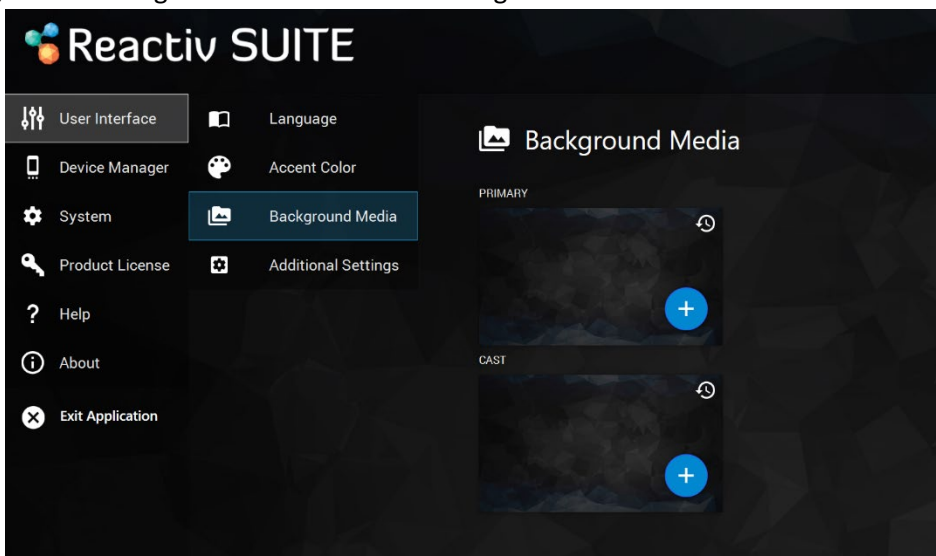 Reactiv SUITE
User Interface
Device Manager
System
Product License
Help
About
Exit Application
Language
Accent Color
Background Media
Additional Settings
Background Media
PRIMARY
CAST